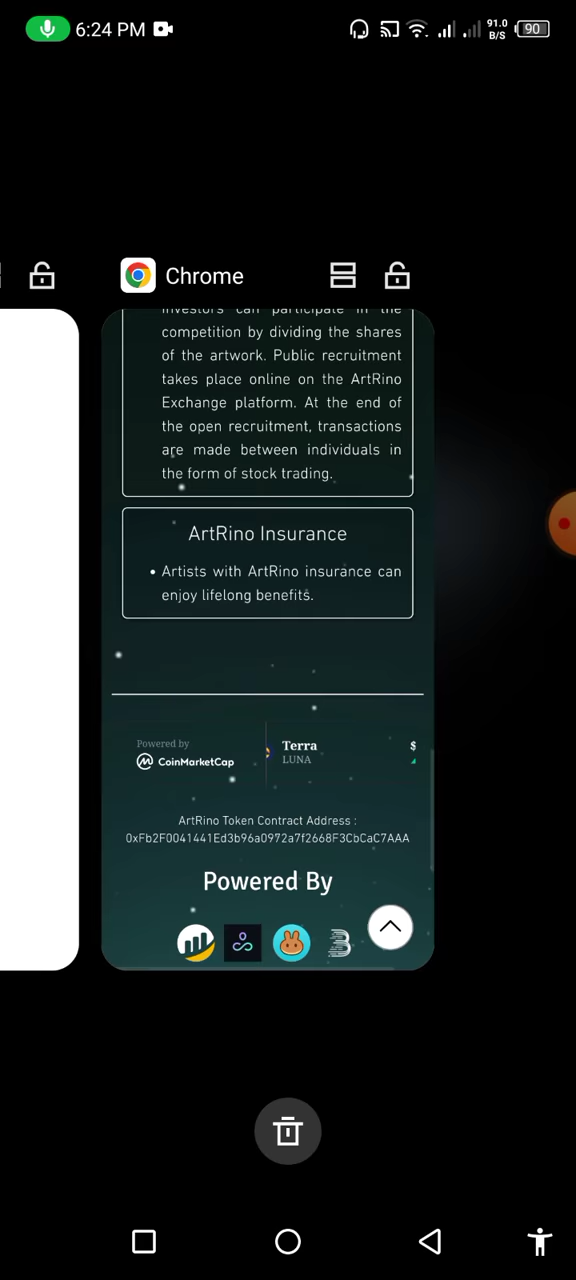 6:24 PM
91.0
B/S
90
Chrome
investors can participate in the
competition by dividing the shares
of the artwork. Public recruitment
takes place online on the ArtRino
Exchange platform. At the end of
the open recruitment, transactions
are made between individuals in
the form of stock trading.
ArtRino Insurance
• Artists with ArtRino insurance can
enjoy lifelong benefits.
Powered by
CoinMarketCap
Terra
LUNA
$
ArtRino Token Contract Address :
0xFb2F0041441Ed3b96a0972a7f2668F3CbCaC7AAA
Powered By